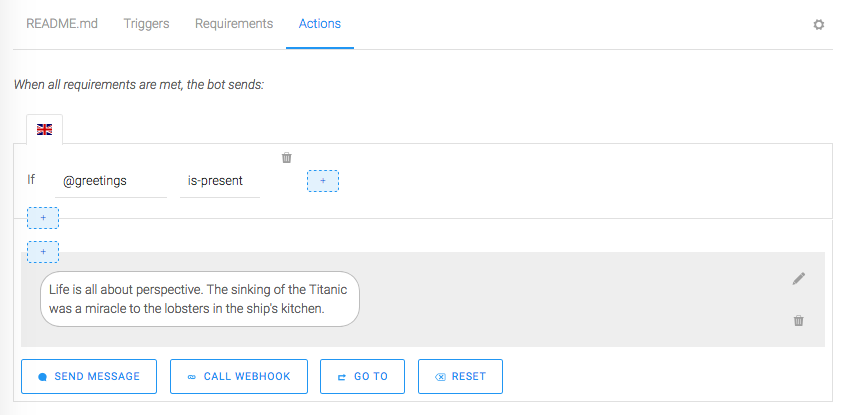 README.md Triggers Requirements Actions
When all requirements are met, the bot sends:
If @greetings is-present +
+
+
Life is all about perspective. The sinking of the Titanic
was a miracle to the lobsters in the ship's kitchen.
SEND MESSAGE CALL WEBHOOK GO TO RESET